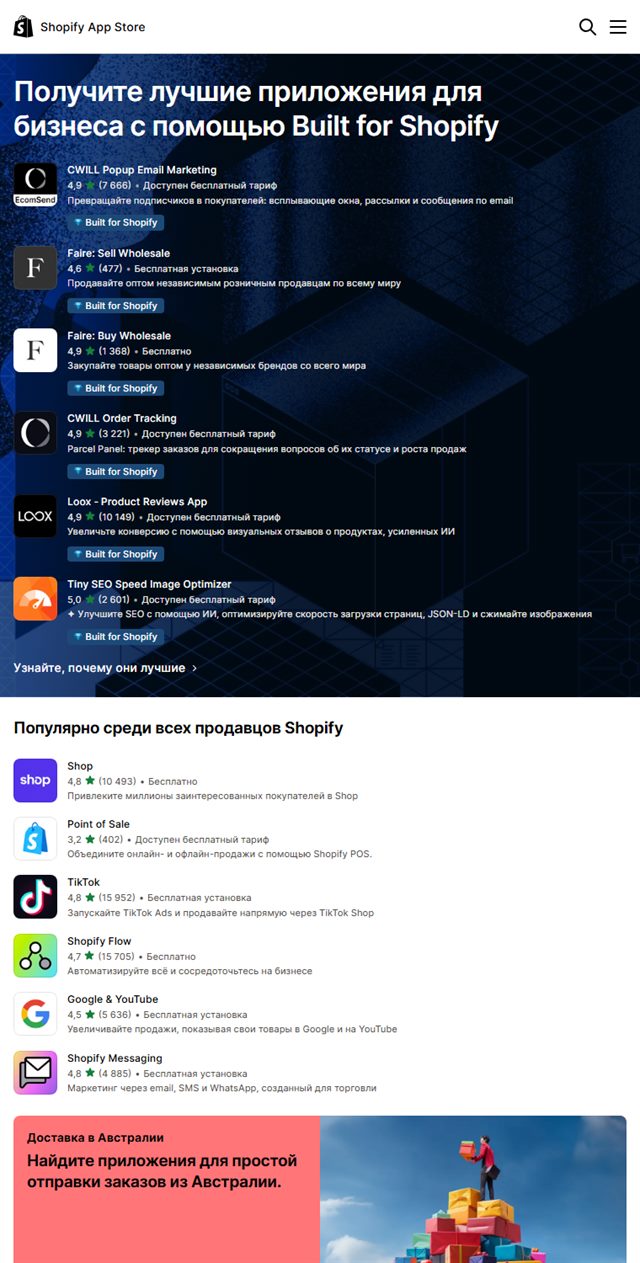 Shopify App Store
Получите лучшие приложения для
бизнеса с помощью Built for Shopify
CWILL Popup Email Marketing
4,9 ★ (7 666) • Доступен бесплатный тариф
Превращайте подписчиков в покупателей: всплывающие окна, рассылки и сообщения по email
EcomSend
Built for Shopify
Faire: Sell Wholesale
4,6 ★ (477) • Бесплатная установка
Продавайте оптом независимым розничным продавцам по всему миру
F
Built for Shopify
Faire: Buy Wholesale
4,9 ★ (1 368) • Бесплатно
Закупайте товары оптом у независимых брендов со всего мира
F
Built for Shopify
CWILL Order Tracking
4,9 ★ (3 221) • Доступен бесплатный тариф
Parcel Panel: трекер заказов для сокращения вопросов об их статусе и роста продаж
Built for Shopify
Loox - Product Reviews App
4,9 ★ (10 149) • Доступен бесплатный тариф
LOOX
Увеличьте конверсию с помощью визуальных отзывов о продуктах, усиленных ИИ
Built for Shopify
Tiny SEO Speed Image Optimizer
5,0 ★ (2 601) • Доступен бесплатный тариф
✦ Улучшите SEO с помощью ИИ, оптимизируйте скорость загрузки страниц, JSON-LD и сжимайте изображения
Built for Shopify
Узнайте, почему они лучшие >
Популярно среди всех продавцов Shopify
Shop
shop
4,8 ★ (10 493) • Бесплатно
Привлеките миллионы заинтересованных покупателей в Shop
Point of Sale
3,2 ★ (402) • Доступен бесплатный тариф
Объедините онлайн- и офлайн-продажи с помощью Shopify POS.
TikTok
4,8 ★ (15 952) • Бесплатная установка
Запускайте TikTok Ads и продавайте напрямую через TikTok Shop
Shopify Flow
4,7 ★ (15 705) • Бесплатно
Автоматизируйте всё и сосредоточьтесь на бизнесе
Google & YouTube
4,5 ★ (5 636) • Бесплатная установка
Увеличивайте продажи, показывая свои товары в Google и на YouTube
Shopify Messaging
4,8 ★ (4 885) • Бесплатная установка
Маркетинг через email, SMS и WhatsApp, созданный для торговли
Доставка в Австралии
Найдите приложения для простой
отправки заказов из Австралии.